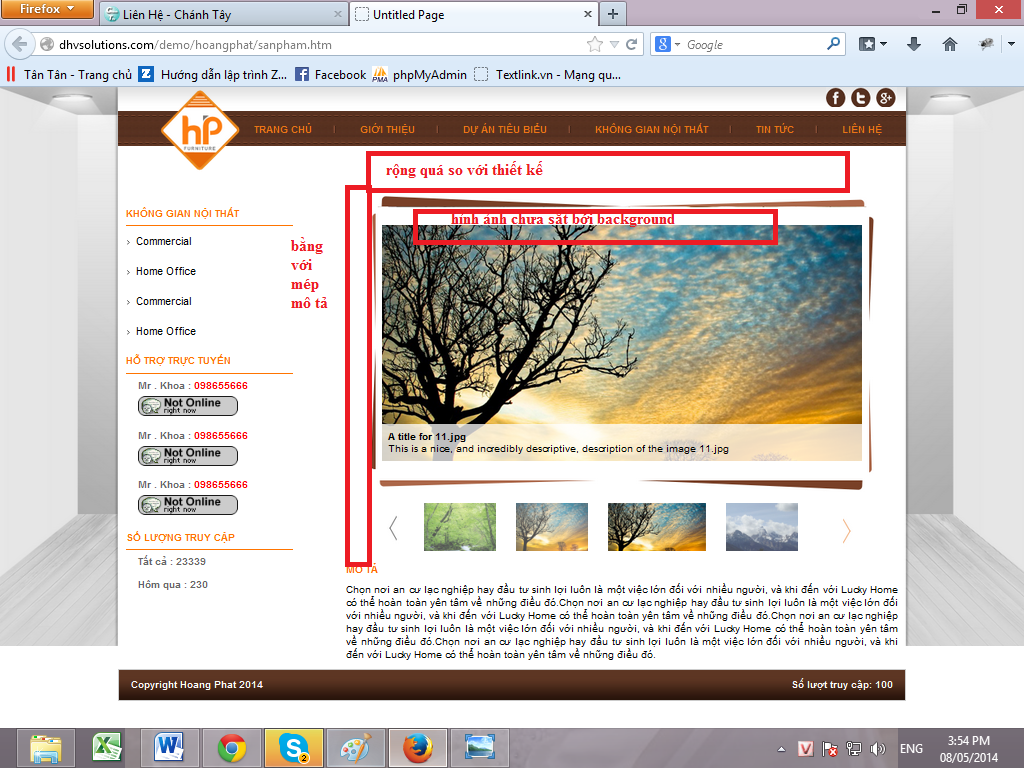 Firefox
Liên Hệ - Chánh Tây
Untitled Page
dhvsolutions.com/demo/hoangphat/sanpham.htm
Google
Tân Tân - Trang chủ
Hướng dẫn lập trình Z...
Facebook
PMA
phpMyAdmin
Textlink.vn - Mạng qu...
hP
FURNITURE
TRANG CHỦ
GIỚI THIỆU
DỰ ÁN TIÊU BIỂU
KHÔNG GIAN NỘI THẤT
TIN TỨC
LIÊN HỆ
rộng quá so với thiết kế
hình ảnh chưa sát bới background
KHÔNG GIAN NỘI THẤT
Commercial
Home Office
Commercial
Home Office
bằng
với
mép
mô tả
HỖ TRỢ TRỰC TUYẾN
Mr . Khoa : 098655666
Not Online
right now
Mr . Khoa : 098655666
Not Online
right now
Mr . Khoa : 098655666
Not Online
right now
SỐ LƯỢNG TRUY CẬP
Tất cả : 23339
Hôm qua : 230
A title for 11.jpg
This is a nice, and incredibly descriptive, description of the image 11.jpg
MÔ TẢ
Chọn nơi an cư lạc nghiệp hay đầu tư sinh lợi luôn là một việc lớn đối với nhiều người, và khi đến với Lucky Home
có thể hoàn toàn yên tâm về những điều đó.Chọn nơi an cư lạc nghiệp hay đầu tư sinh lợi luôn là một việc lớn đối
với nhiều người, và khi đến với Lucky Home có thể hoàn toàn yên tâm về những điều đó.Chọn nơi an cư lạc nghiệp
hay đầu tư sinh lợi luôn là một việc lớn đối với nhiều người, và khi đến với Lucky Home có thể hoàn toàn yên tâm
về những điều đó.Chọn nơi an cư lạc nghiệp hay đầu tư sinh lợi luôn là một việc lớn đối với nhiều người, và khi
đến với Lucky Home có thể hoàn toàn yên tâm về những điều đó.
Copyright Hoang Phat 2014
Số lượt truy cập: 100
2
ENG
3:54 PM
08/05/2014